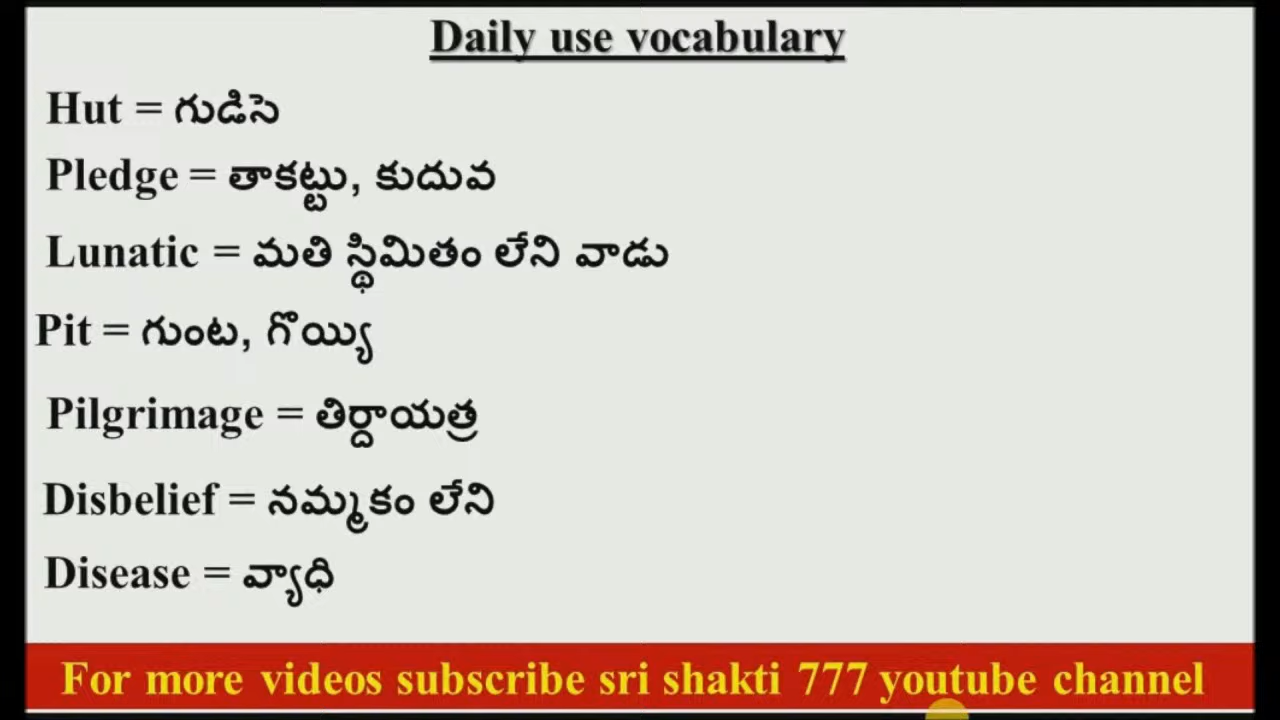 Daily use vocabulary
Hut = గుడిసె
Pledge = తాకట్టు, కుదువ
Lunatic = మతి స్థిమితం లేని వాడు
Pit = గుంట, గొయ్యి
Pilgrimage = తిర్దాయత్ర
Disbelief = నమ్మకం లేని
Disease = వ్యాధి
For more videos subscribe sri shakti 777 youtube channel